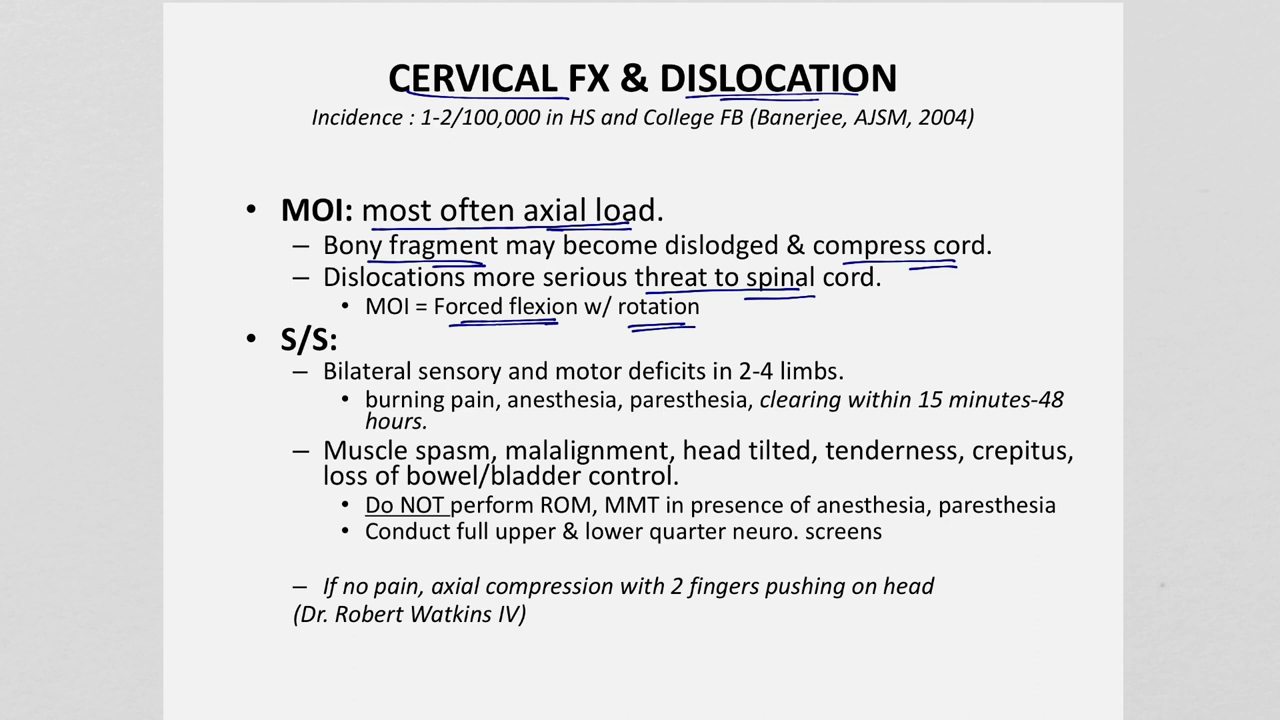 CERVICAL FX & DISLOCATION
Incidence : 1-2/100,000 in HS and College FB (Banerjee, AJSM, 2004)
• MOI: most often axial load.
– Bony fragment may become dislodged & compress cord.
– Dislocations more serious threat to spinal cord.
• MOI = Forced flexion w/ rotation
• S/S:
– Bilateral sensory and motor deficits in 2-4 limbs.
• burning pain, anesthesia, paresthesia, clearing within 15 minutes-48
hours.
– Muscle spasm, malalignment, head tilted, tenderness, crepitus,
loss of bowel/bladder control.
• Do NOT perform ROM, MMT in presence of anesthesia, paresthesia
• Conduct full upper & lower quarter neuro. screens
– If no pain, axial compression with 2 fingers pushing on head
(Dr. Robert Watkins IV)